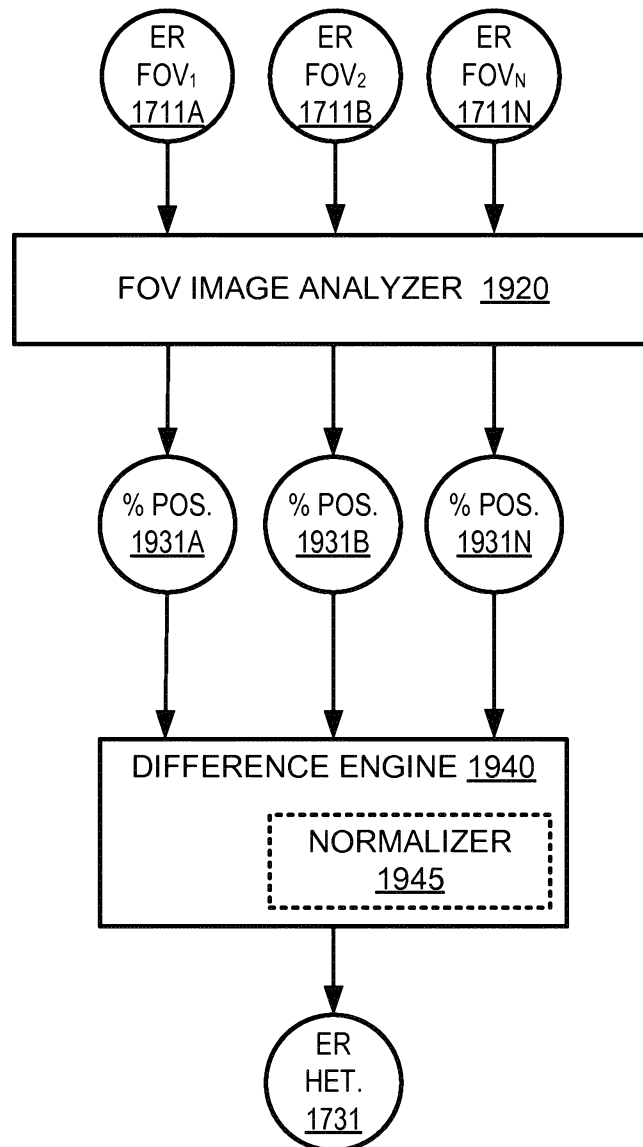 ER
FOV₁
1711A
ER
FOV₂
1711B
ER
FOVN
1711N
FOV IMAGE ANALYZER 1920
% POS.
1931A
% POS.
1931B
% POS.
1931N
DIFFERENCE ENGINE 1940
NORMALIZER
1945
ER
HET.
1731